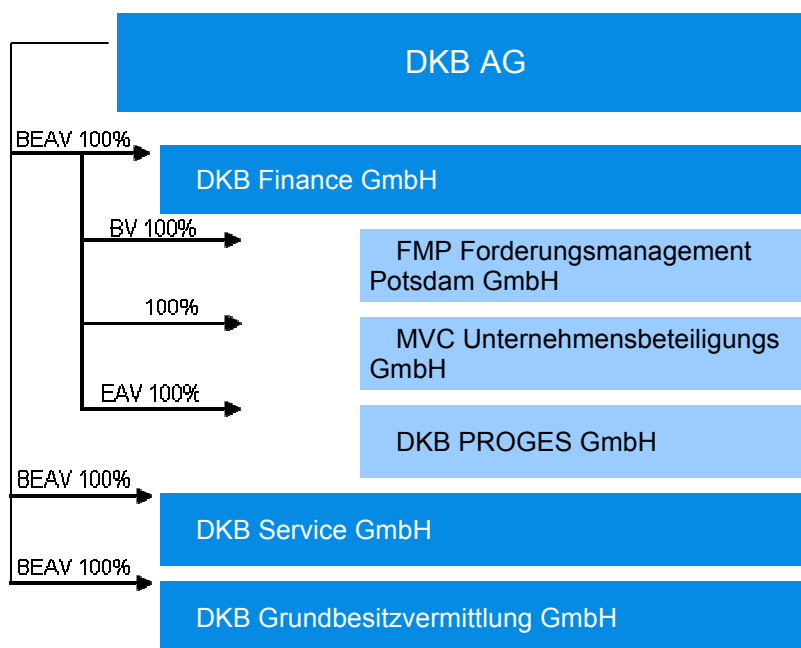 DKB AG
BEAV 100%
DKB Finance GmbH
BV 100%
FMP Forderungsmanagement
Potsdam GmbH
100%
MVC Unternehmensbeteiligungs
GmbH
EAV 100%
DKB PROGES GmbH
BEAV 100%
DKB Service GmbH
BEAV 100%
DKB Grundbesitzvermittlung GmbH